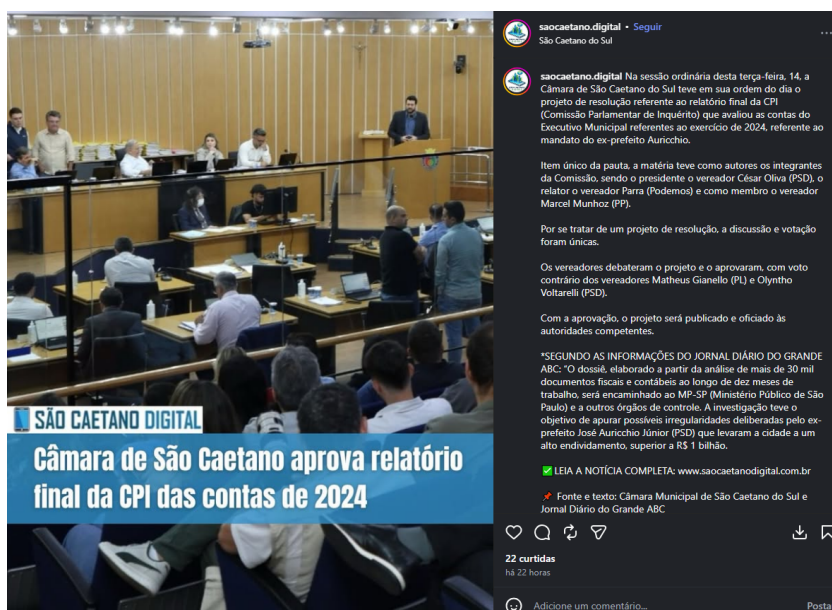 SÃO CAETANO DIGITAL
Câmara de São Caetano aprova relatório
final da CPI das contas de 2024
saocaetano.digital • Seguir
São Caetano do Sul
saocaetano.digital Na sessão ordinária desta terça-feira, 14, a
Câmara de São Caetano do Sul teve em sua ordem do dia o
projeto de resolução referente ao relatório final da CPI
(Comissão Parlamentar de Inquérito) que avaliou as contas do
Executivo Municipal referentes ao exercício de 2024, referente ao
mandato do ex-prefeito Auricchio.
Item único da pauta, a matéria teve como autores os integrantes
da Comissão, sendo o presidente o vereador César Oliva (PSD), o
relator o vereador Parra (Podemos) e como membro o vereador
Marcel Munhoz (PP).
Por se tratar de um projeto de resolução, a discussão e votação
foram únicas.
Os vereadores debateram o projeto e o aprovaram, com voto
contrário dos vereadores Matheus Gianello (PL) e Olyntho
Voltarelli (PSD).
Com a aprovação, o projeto será publicado e oficiado às
autoridades competentes.
*SEGUNDO AS INFORMAÇÕES DO JORNAL DIÁRIO DO GRANDE
ABC: "O dossiê, elaborado a partir da análise de mais de 30 mil
documentos fiscais e contábeis ao longo de dez meses de
trabalho, será encaminhado ao MP-SP (Ministério Público de São
Paulo) e a outros órgãos de controle. A investigação teve o
objetivo de apurar possíveis irregularidades deliberadas pelo ex-
prefeito José Auricchio Júnior (PSD) que levaram a cidade a um
alto endividamento, superior a R$ 1 bilhão.
✅ LEIA A NOTÍCIA COMPLETA: www.saocaetanodigital.com.br
📌 Fonte e texto: Câmara Municipal de São Caetano do Sul e
Jornal Diário do Grande ABC
22 curtidas
há 22 horas
Adicione um comentário... Posta